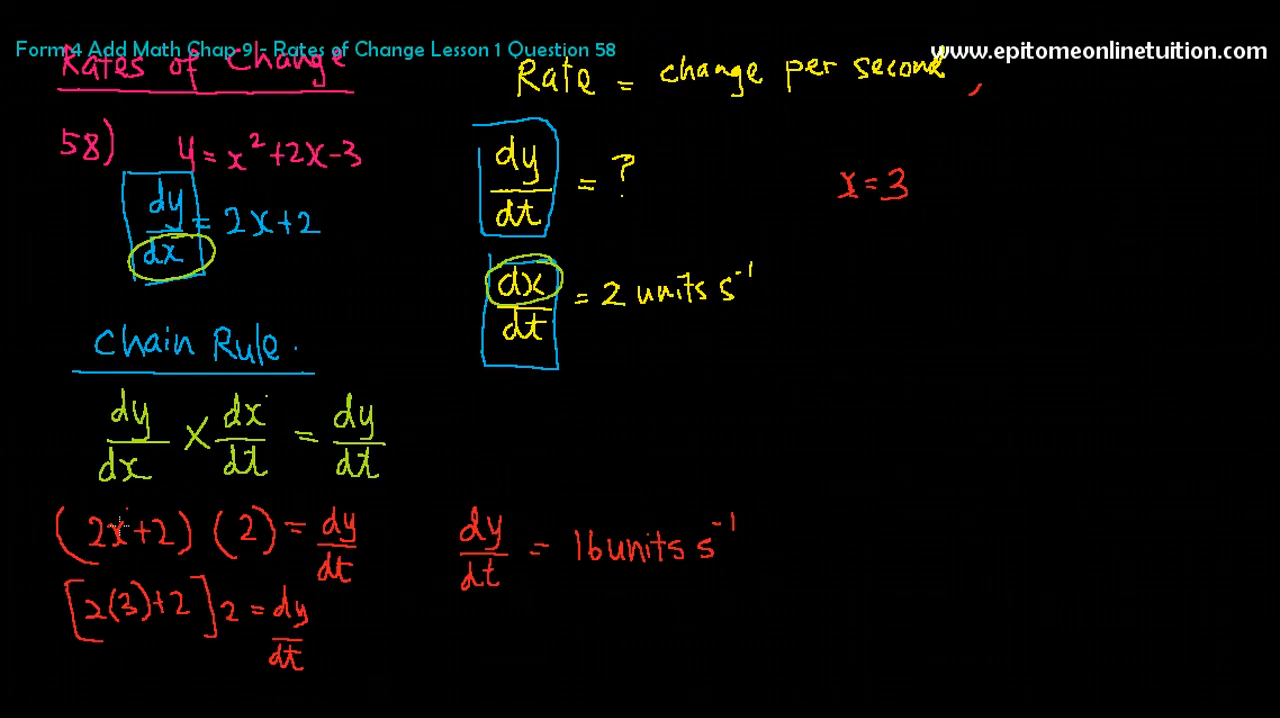 Form 4 Add Math Chap 9 - Rates of Change Lesson 1 Question 58
www.epitomeonlinetuition.com
Rates of Change
Rate = change per second,
58) y = x² + 2x - 3
dy/dx = 2x + 2
dy/dt = ?
x = 3
dx/dt = 2 units s⁻¹
Chain Rule.
dy/dx × dx/dt = dy/dt
(2x + 2) (2) = dy/dt
dy/dt = 16 units s⁻¹
[2(3) + 2] 2 = dy/dt